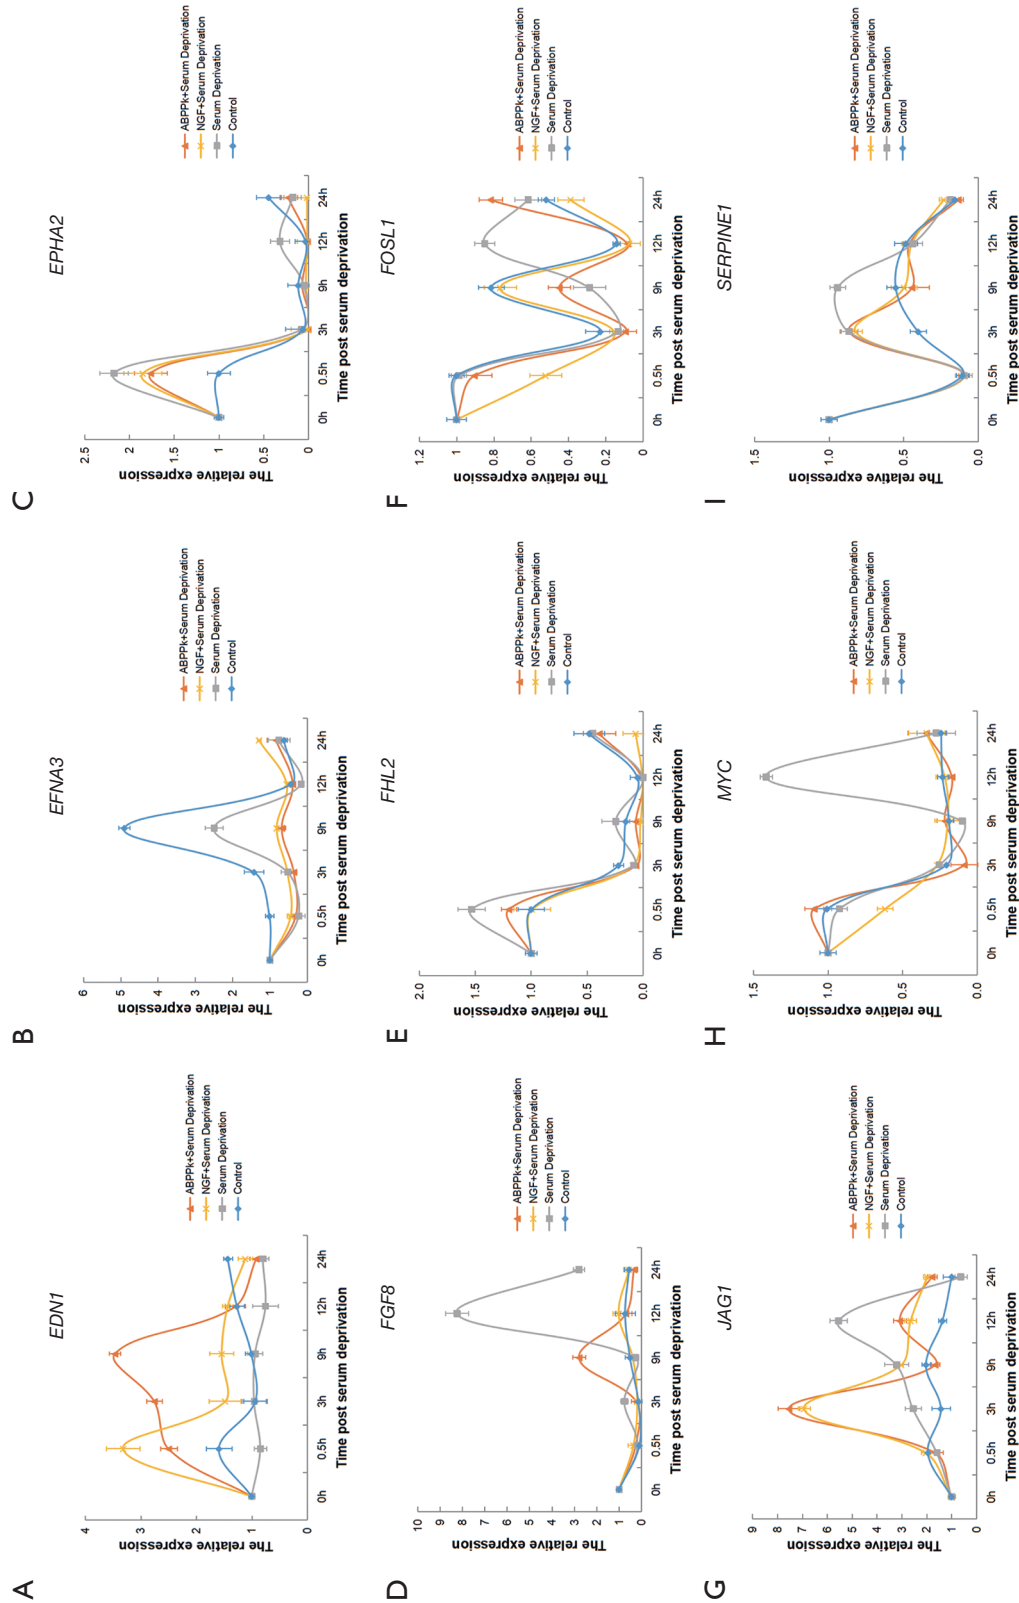 A
EDN1
The relative expression
4
3
2
1
0
0h 0.5h 3h 9h 12h 24h
Time post serum deprivation
ABPPk+Serum Deprivation
NGF+Serum Deprivation
Serum Deprivation
Control
B
EFNA3
The relative expression
6
5
4
3
2
1
0
0h 0.5h 3h 9h 12h 24h
Time post serum deprivation
ABPPk+Serum Deprivation
NGF+Serum Deprivation
Serum Deprivation
Control
C
EPHA2
The relative expression
2.5
2
1.5
1
0.5
0
0h 0.5h 3h 9h 12h 24h
Time post serum deprivation
ABPPk+Serum Deprivation
NGF+Serum Deprivation
Serum Deprivation
Control
D
FGF8
The relative expression
10
9
8
7
6
5
4
3
2
1
0
0h 0.5h 3h 9h 12h 24h
Time post serum deprivation
ABPPk+Serum Deprivation
NGF+Serum Deprivation
Serum Deprivation
Control
E
FHL2
The relative expression
2.0
1.5
1.0
0.5
0.0
0h 0.5h 3h 9h 12h 24h
Time post serum deprivation
ABPPk+Serum Deprivation
NGF+Serum Deprivation
Serum Deprivation
Control
F
FOSL1
The relative expression
1.2
1
0.8
0.6
0.4
0.2
0
0h 0.5h 3h 9h 12h 24h
Time post serum deprivation
ABPPk+Serum Deprivation
NGF+Serum Deprivation
Serum Deprivation
Control
G
JAG1
The relative expression
9
8
7
6
5
4
3
2
1
0
0h 0.5h 3h 9h 12h 24h
Time post serum deprivation
ABPPk+Serum Deprivation
NGF+Serum Deprivation
Serum Deprivation
Control
H
MYC
The relative expression
1.5
1.0
0.5
0.0
0h 0.5h 3h 9h 12h 24h
Time post serum deprivation
ABPPk+Serum Deprivation
NGF+Serum Deprivation
Serum Deprivation
Control
I
SERPINE1
The relative expression
1.5
1.0
0.5
0.0
0h 0.5h 3h 9h 12h 24h
Time post serum deprivation
ABPPk+Serum Deprivation
NGF+Serum Deprivation
Serum Deprivation
Control